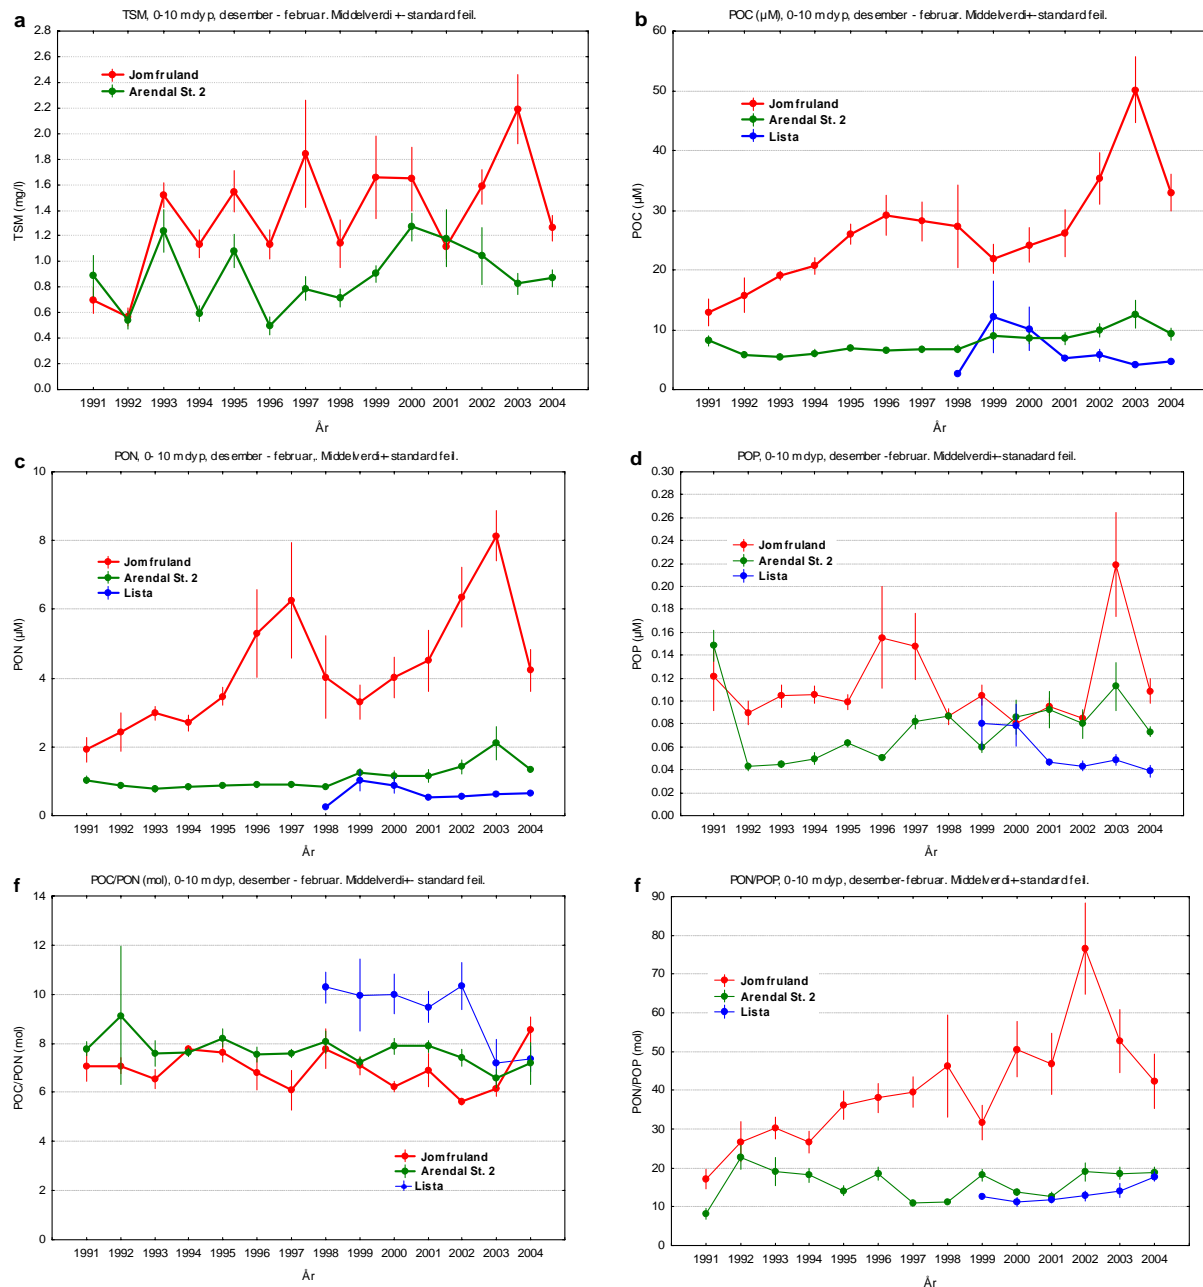 a
TSM, 0-10 m dyp, desember - februar. Middelverdi +- standard feil.
2.8
2.6
2.4
2.2
2.0
1.8
1.6
1.4
1.2
1.0
0.8
0.6
0.4
0.2
0.0
TSM (mg/l)
Jomfruland
Arendal St. 2
1991 1992 1993 1994 1995 1996 1997 1998 1999 2000 2001 2002 2003 2004
År
b
POC (µM), 0-10 m dyp, desember - februar. Middelverdi +- standard feil.
60
50
40
30
20
10
0
POC (µM)
Jomfruland
Arendal St. 2
Lista
1991 1992 1993 1994 1995 1996 1997 1998 1999 2000 2001 2002 2003 2004
År
c
PON, 0- 10 m dyp, desember - februar,. Middelverdi+- standard feil.
10
8
6
4
2
0
PON (µM)
Jomfruland
Arendal St. 2
Lista
1991 1992 1993 1994 1995 1996 1997 1998 1999 2000 2001 2002 2003 2004
År
d
POP, 0-10 m dyp, desember -februar. Middelverdi+- stanadard feil.
0.30
0.28
0.26
0.24
0.22
0.20
0.18
0.16
0.14
0.12
0.10
0.08
0.06
0.04
0.02
0.00
POP (µM)
Jomfruland
Arendal St. 2
Lista
1991 1992 1993 1994 1995 1996 1997 1998 1999 2000 2001 2002 2003 2004
År
f
POC/PON (mol), 0-10 m dyp, desember - februar. Middelverdi+- standard feil.
14
12
10
8
6
4
2
0
POC/PON (mol)
Jomfruland
Arendal St. 2
Lista
1991 1992 1993 1994 1995 1996 1997 1998 1999 2000 2001 2002 2003 2004
År
f
PON/POP, 0-10 m dyp, desember-februar. Middelverdi+- standard feil.
90
80
70
60
50
40
30
20
10
0
PON/POP (mol)
Jomfruland
Arendal St. 2
Lista
1991 1992 1993 1994 1995 1996 1997 1998 1999 2000 2001 2002 2003 2004
År